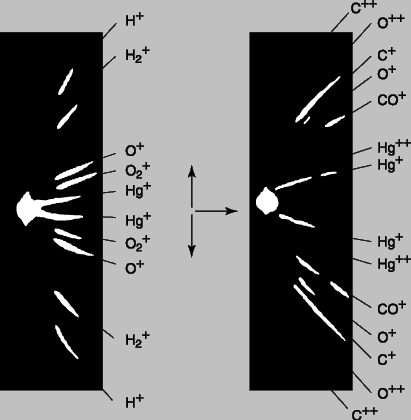 H+
H2+
O+
O2+
Hg+
Hg+
O2+
O+
H2+
H+
C++
O++
C+
O+
CO+
Hg++
Hg+
Hg+
Hg++
CO+
O+
C+
O++
C++